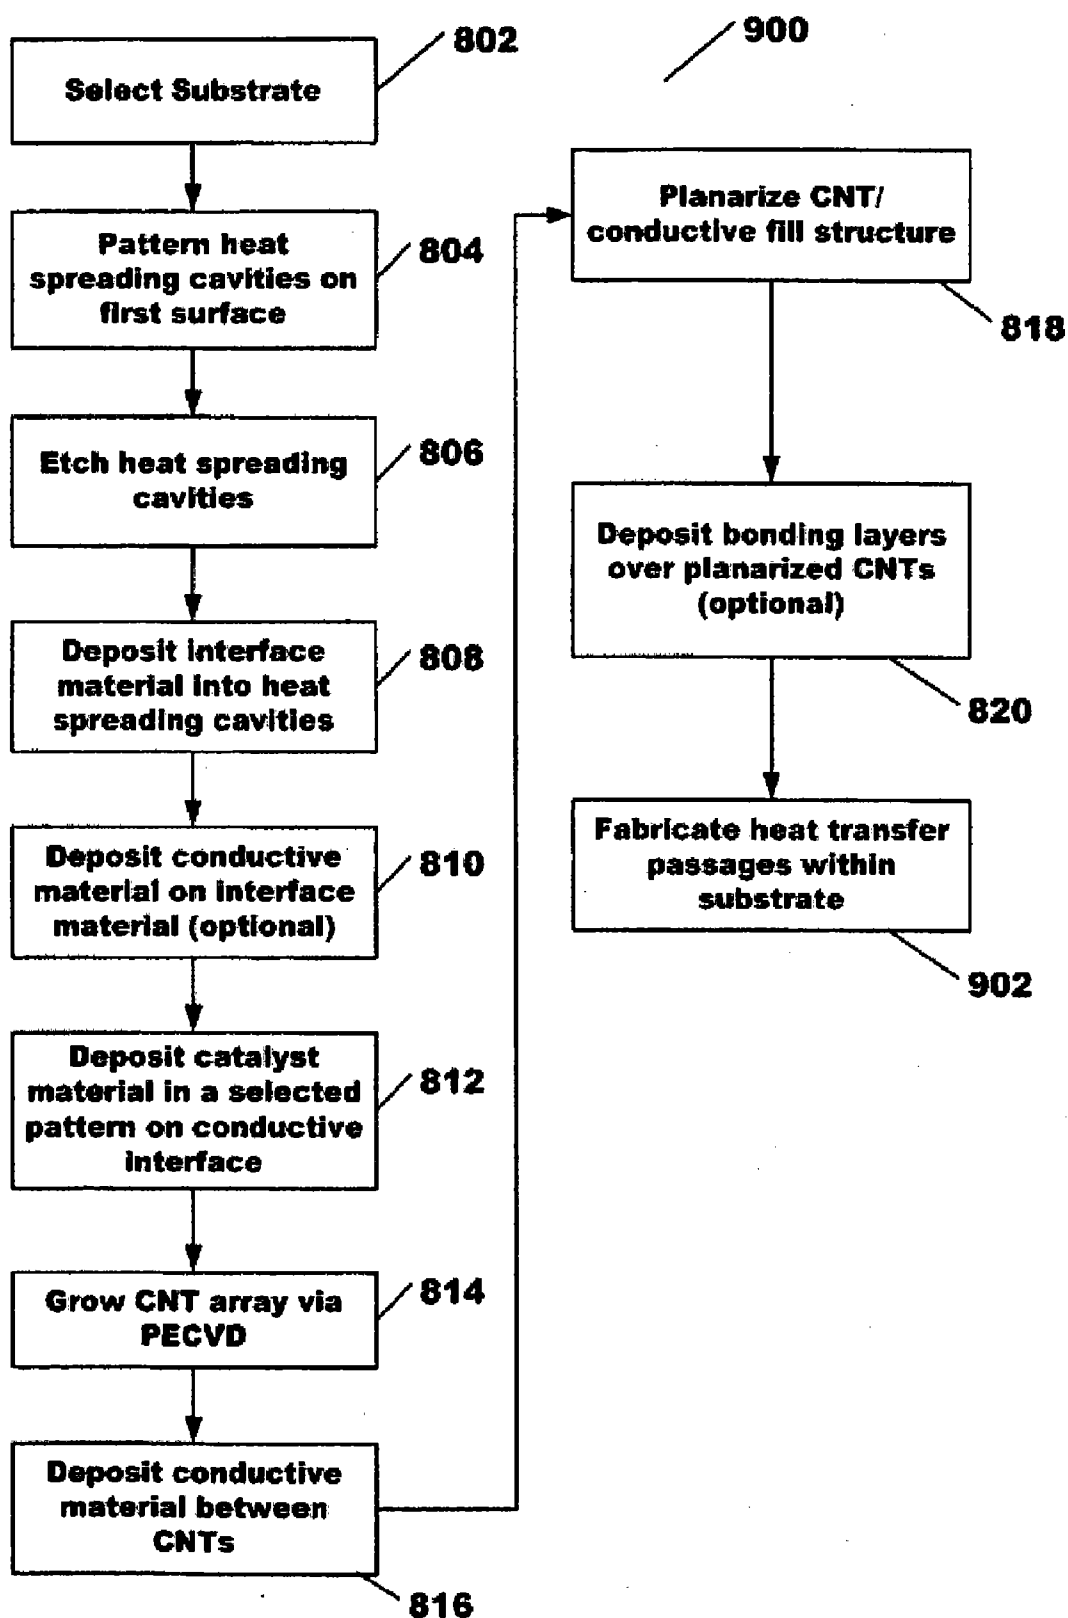 802
Select Substrate
Pattern heat
spreading cavities on
first surface
804
Etch heat spreading
cavities
806
Deposit interface
material into heat
spreading cavities
808
Deposit conductive
material on interface
material (optional)
810
Deposit catalyst
material in a selected
pattern on conductive
interface
812
Grow CNT array via
PECVD
814
Deposit conductive
material between
CNTs
816
900
Planarize CNT/
conductive fill structure
818
Deposit bonding layers
over planarized CNTs
(optional)
820
Fabricate heat transfer
passages within
substrate
902